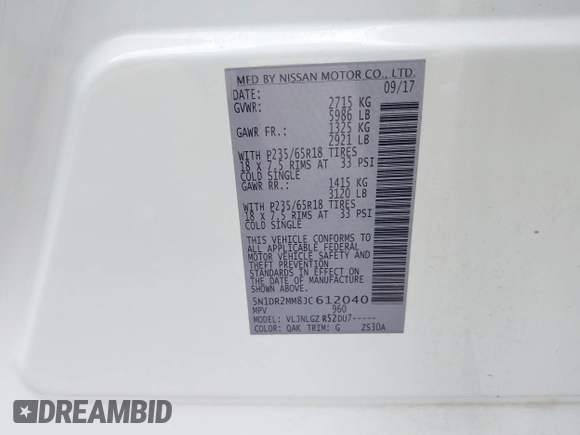 MFD BY NISSAN MOTOR CO., LTD.
DATE: 09/17
GVWR: 2715 KG
5986 LB
GAWR FR.: 1325 KG
2921 LB
WITH P235/65R18 TIRES
18 X 7.5 RIMS AT 33 PSI
COLD SINGLE
GAWR RR.: 1415 KG
3120 LB
WITH P235/65R18 TIRES
18 X 7.5 RIMS AT 33 PSI
COLD SINGLE
THIS VEHICLE CONFORMS TO
ALL APPLICABLE FEDERAL
MOTOR VEHICLE SAFETY AND
THEFT PREVENTION
STANDARDS IN EFFECT ON
THE DATE OF MANUFACTURE
SHOWN ABOVE.
5N1DR2MM8JC612040
MPV 960
MODEL: VLJNLGZ R52DU7-----
COLOR: QAK TRIM: G ZS30A
DREAMBID